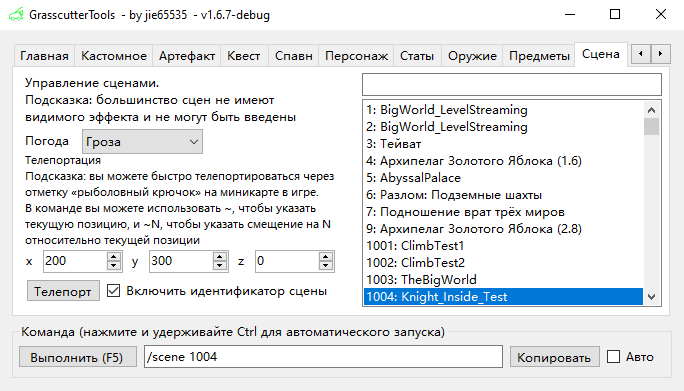 GrasscutterTools - by jie65535 - v1.6.7-debug
Главная Кастомное Артефакт Квест Спавн Персонаж Статы Оружие Предметы Сцена
Управление сценами.
Подсказка: большинство сцен не имеют
видимого эффекта и не могут быть введены
Погода Гроза
Телепортация
Подсказка: вы можете быстро телепортироваться через
отметку «рыболовный крючок» на миникарте в игре.
В команде вы можете использовать ~, чтобы указать
текущую позицию, и ~N, чтобы указать смещение на N
относительно текущей позиции
x 200 y 300 z 0
Телепорт Включить идентификатор сцены
1: BigWorld_LevelStreaming
2: BigWorld_LevelStreaming
3: Тейват
4: Архипелаг Золотого Яблока (1.6)
5: AbyssalPalace
6: Разлом: Подземные шахты
7: Подношение врат трёх миров
9: Архипелаг Золотого Яблока (2.8)
1001: ClimbTest1
1002: ClimbTest2
1003: TheBigWorld
1004: Knight_Inside_Test
Команда (нажмите и удерживайте Ctrl для автоматического запуска)
Выполнить (F5) /scene 1004 Копировать Авто